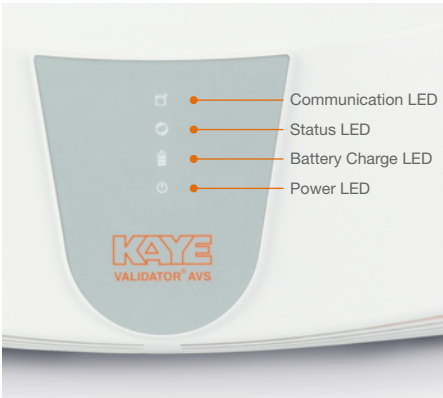 Communication LED
Status LED
Battery Charge LED
Power LED
KAYE
VALIDATOR® AVS